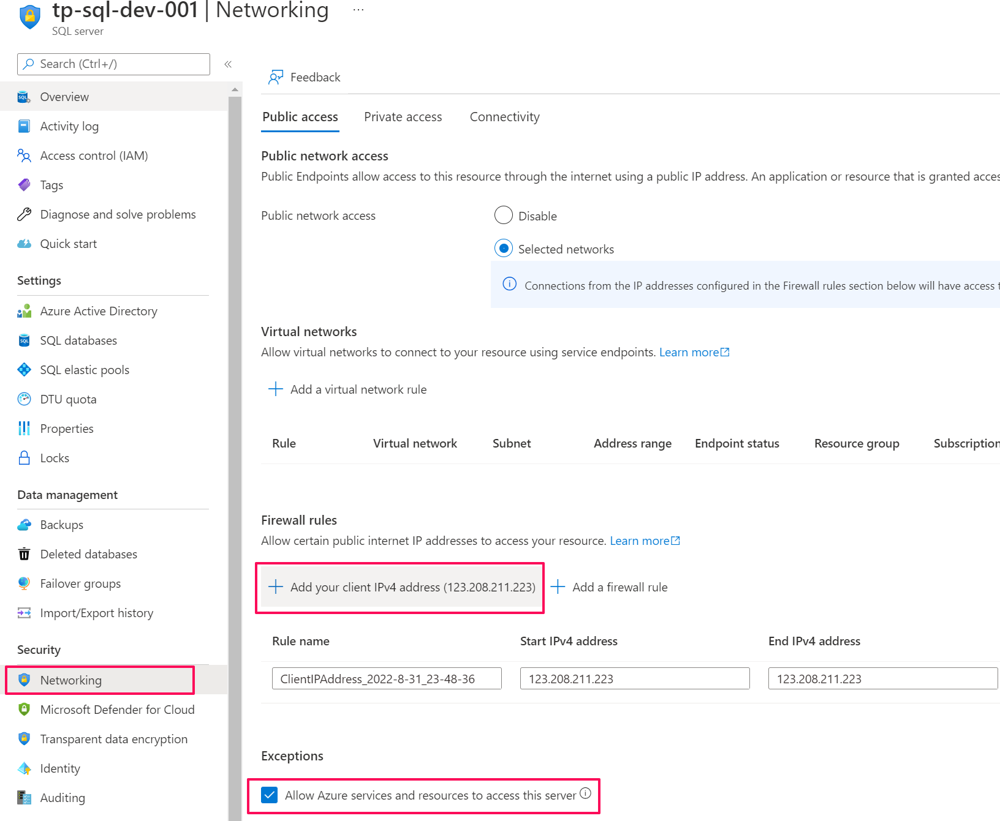 tp-sql-dev-001 | Networking ...
SQL server
Search (Ctrl+/)
«
Overview
Activity log
Access control (IAM)
Tags
Diagnose and solve problems
Quick start
Settings
Azure Active Directory
SQL databases
SQL elastic pools
DTU quota
Properties
Locks
Data management
Backups
Deleted databases
Failover groups
Import/Export history
Security
Networking
Microsoft Defender for Cloud
Transparent data encryption
Identity
Auditing
Feedback
Public access Private access Connectivity
Public network access
Public Endpoints allow access to this resource through the internet using a public IP address. An application or resource that is granted acces
Public network access
Disable
Selected networks
Connections from the IP addresses configured in the Firewall rules section below will have access t
Virtual networks
Allow virtual networks to connect to your resource using service endpoints. Learn more
Add a virtual network rule
Rule Virtual network Subnet Address range Endpoint status Resource group Subscription
Firewall rules
Allow certain public internet IP addresses to access your resource. Learn more
Add your client IPv4 address (123.208.211.223) Add a firewall rule
Rule name Start IPv4 address End IPv4 address
ClientIPAddress_2022-8-31_23-48-36 123.208.211.223 123.208.211.223
Exceptions
Allow Azure services and resources to access this server